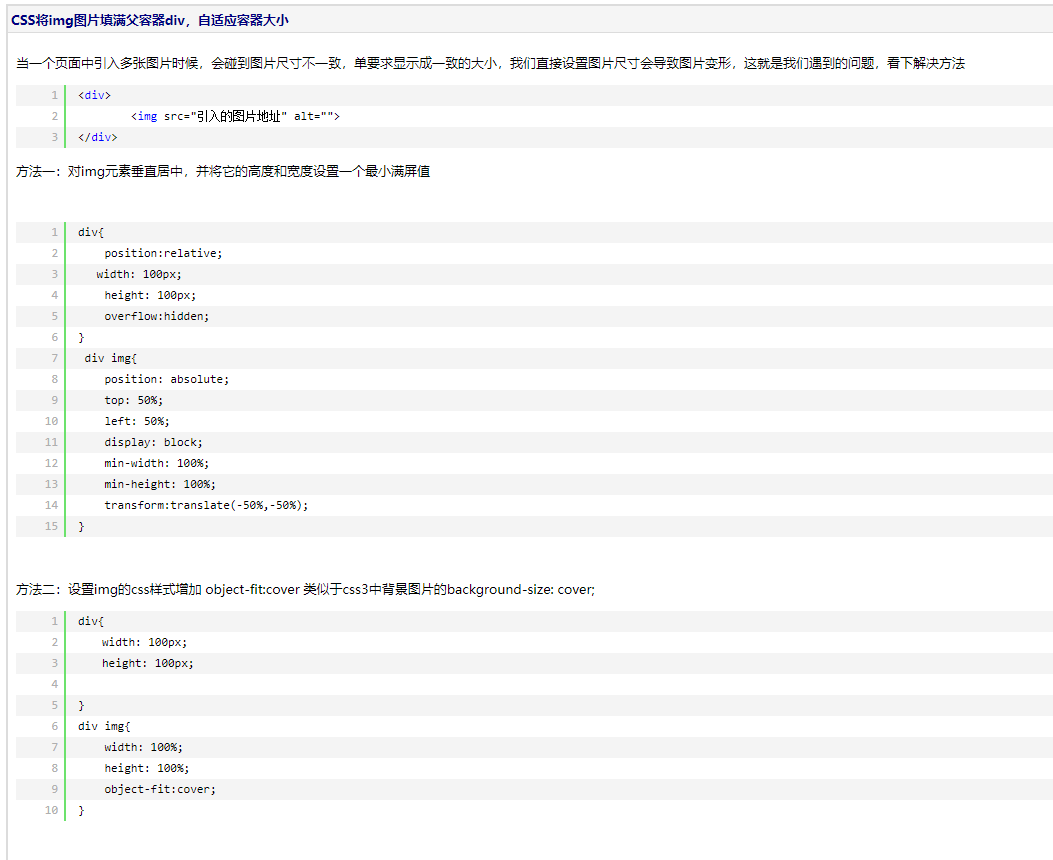 CSS将img图片填满父容器div，自适应容器大小
当一个页面中引入多张图片时候，会碰到图片尺寸不一致，单要求显示成一致的大小，我们直接设置图片尺寸会导致图片变形，这就是我们遇到的问题，看下解决方法
1 <div>
2 <img src="引入的图片地址" alt="">
3 </div>
方法一：对img元素垂直居中，并将它的高度和宽度设置一个最小满屏值
1 div{
2 position:relative;
3 width: 100px;
4 height: 100px;
5 overflow:hidden;
6 }
7 div img{
8 position: absolute;
9 top: 50%;
10 left: 50%;
11 display: block;
12 min-width: 100%;
13 min-height: 100%;
14 transform:translate(-50%,-50%);
15 }
方法二：设置img的css样式增加 object-fit:cover 类似于css3中背景图片的background-size: cover;
1 div{
2 width: 100px;
3 height: 100px;
4
5 }
6 div img{
7 width: 100%;
8 height: 100%;
9 object-fit:cover;
10 }